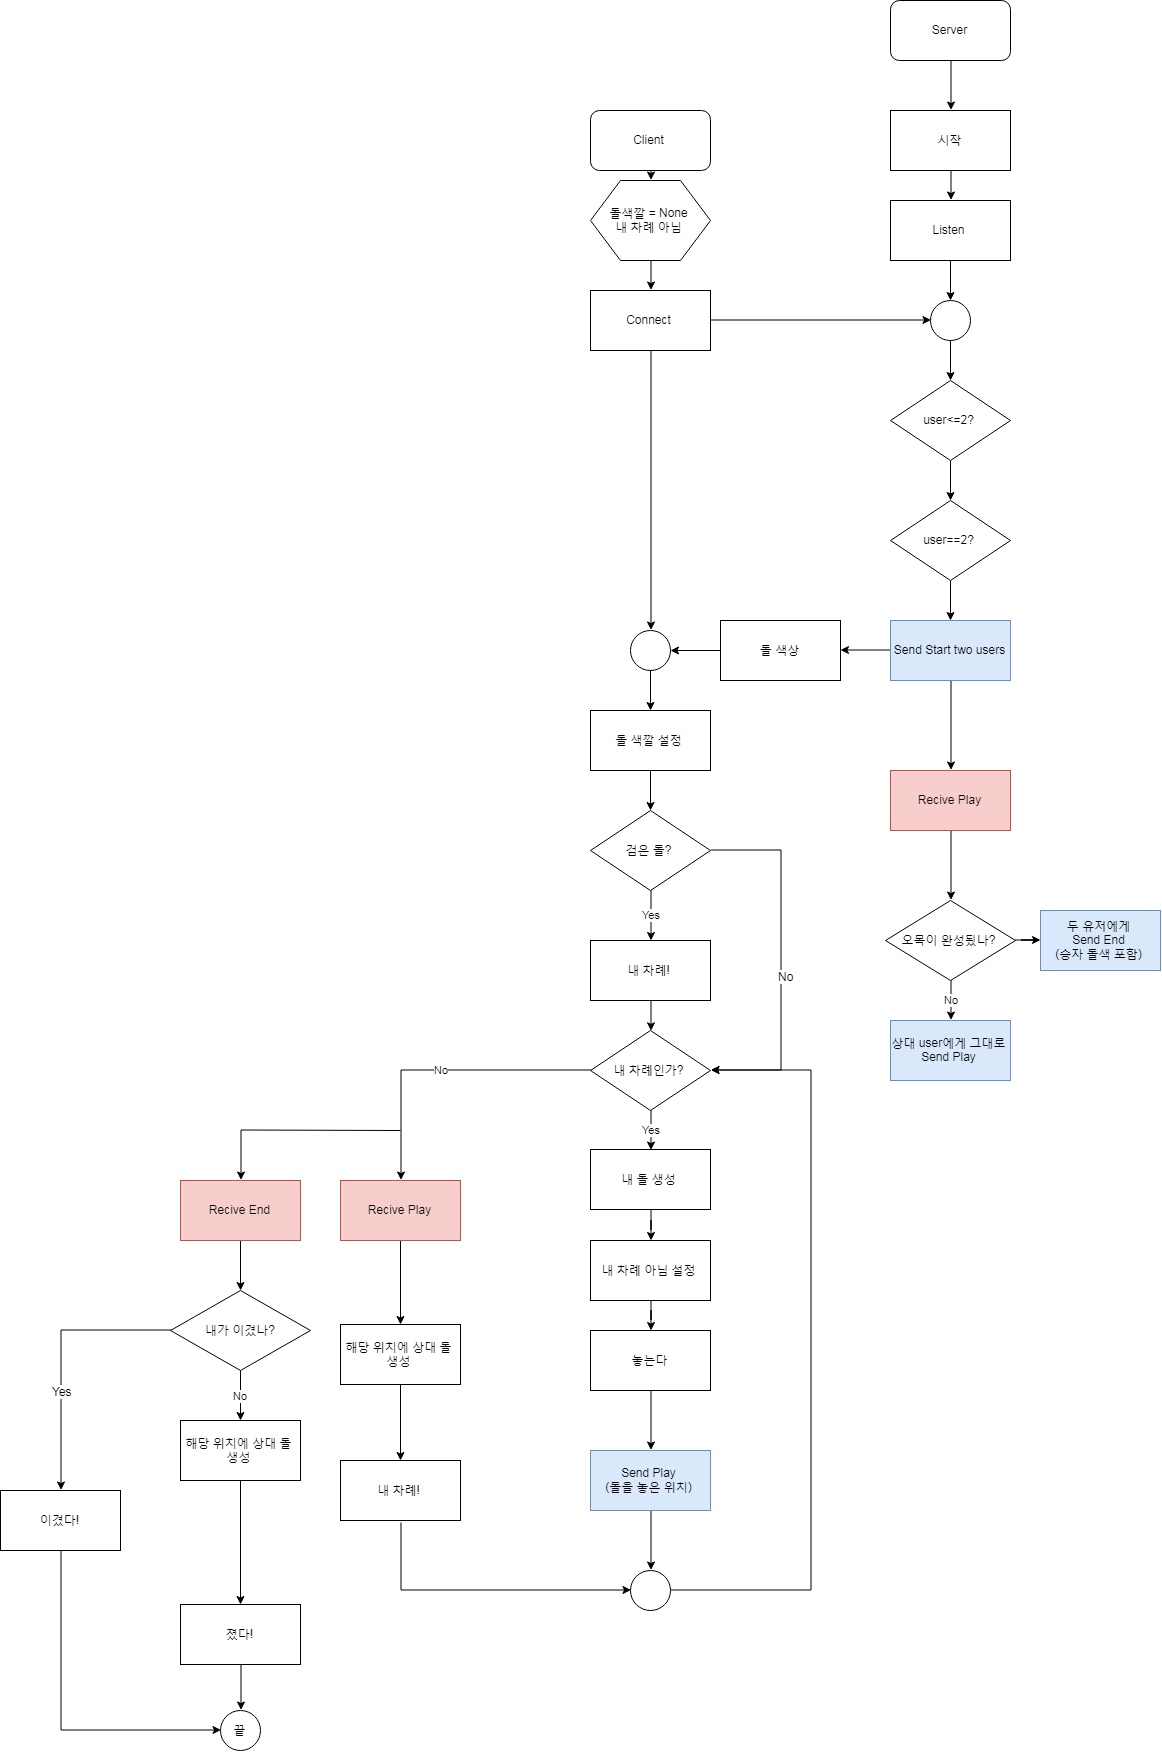 Server
시작
Client
돌색깔 = None
내 차례 아님
Listen
Connect
user<=2?
user==2?
돌 색상
Send Start two users
돌 색깔 설정
Recive Play
검은 돌?
Yes
No
오목이 완성됬나?
두 유저에게
Send End
(승자 돌색 포함)
No
상대 user에게 그대로
Send Play
내 차례!
내 차례인가?
No
Yes
내 돌 생성
Recive End
Recive Play
내 차례 아님 설정
내가 이겼나?
해당 위치에 상대 돌
생성
놓는다
Yes
No
해당 위치에 상대 돌
생성
내 차례!
Send Play
(돌을 놓은 위치)
이겼다!
졌다!
끝